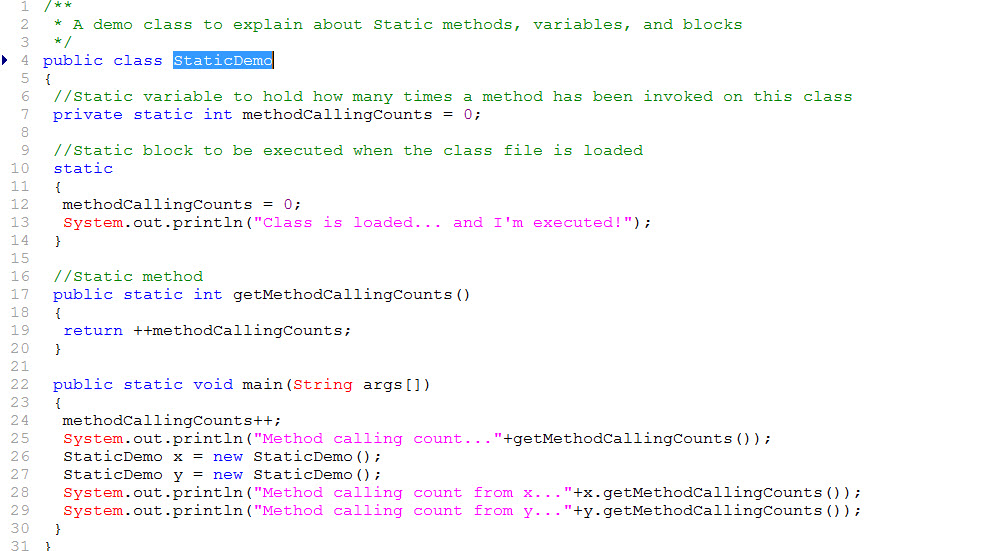 1 /**
2  * A demo class to explain about Static methods, variables, and blocks
3  */
4 public class StaticDemo
5 {
6  //Static variable to hold how many times a method has been invoked on this class
7  private static int methodCallingCounts = 0;
8
9  //Static block to be executed when the class file is loaded
10  static
11  {
12   methodCallingCounts = 0;
13   System.out.println("Class is loaded... and I'm executed!");
14  }
15
16  //Static method
17  public static int getMethodCallingCounts()
18  {
19   return ++methodCallingCounts;
20  }
21
22  public static void main(String args[])
23  {
24   methodCallingCounts++;
25   System.out.println("Method calling count..."+getMethodCallingCounts());
26   StaticDemo x = new StaticDemo();
27   StaticDemo y = new StaticDemo();
28   System.out.println("Method calling count from x..."+x.getMethodCallingCounts());
29   System.out.println("Method calling count from y..."+y.getMethodCallingCounts());
30  }
31 }